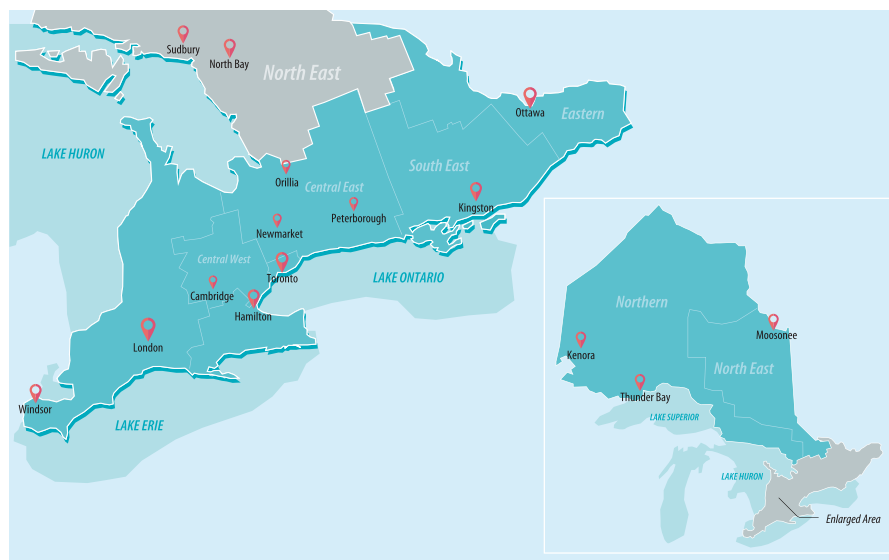 Sudbury
North Bay
North East
Ottawa
Eastern
LAKE HURON
South East
Orillia
Central East
Kingston
Peterborough
Newmarket
Central West
Toronto
LAKE ONTARIO
Cambridge
Hamilton
London
Windsor
LAKE ERIE
Northern
Moosonee
Kenora
North East
Thunder Bay
LAKE SUPERIOR
LAKE HURON
Enlarged Area